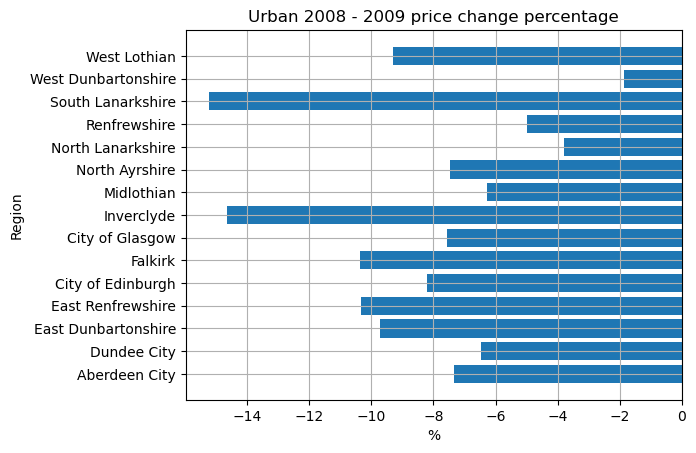 Urban 2008 - 2009 price change percentage
West Lothian
West Dunbartonshire
South Lanarkshire
Renfrewshire
North Lanarkshire
North Ayrshire
Midlothian
Inverclyde
City of Glasgow
Falkirk
City of Edinburgh
East Renfrewshire
East Dunbartonshire
Dundee City
Aberdeen City
Region
−14 −12 −10 −8 −6 −4 −2 0
%